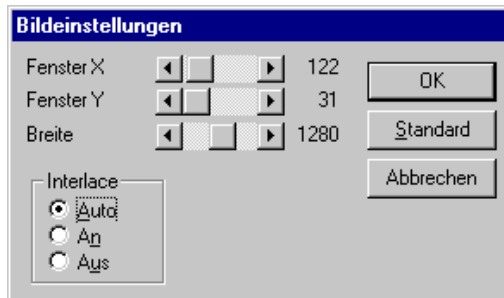 Bildeinstellungen
Fenster X 122
Fenster Y 31
Breite 1280
OK
Standard
Abbrechen
Interlace
Auto
An
Aus